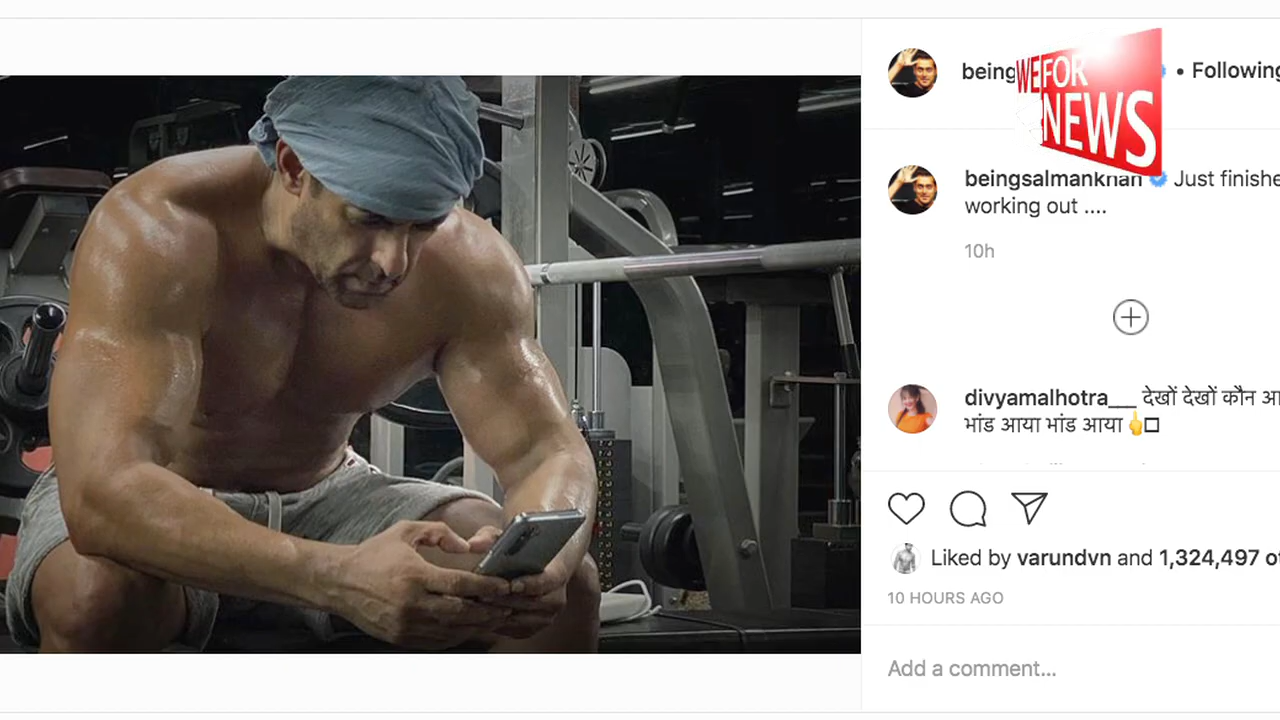 being
• Following
WEFOR
NEWS
beingsalmankhan Just finishe
working out ....
10h
divyamalhotra___ देखों देखों कौन आ
भांड आया भांड आया
Liked by varundvn and 1,324,497 ot
10 HOURS AGO
Add a comment...